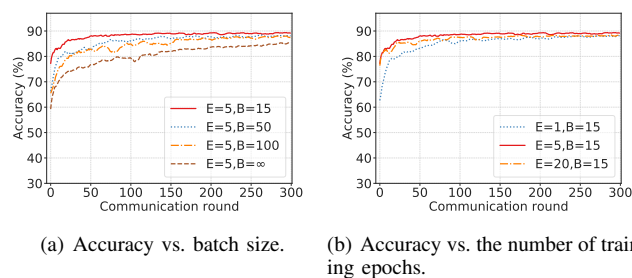 90
80
70
60
50
40
30
Accuracy (%)
E=5,B=15
E=5,B=50
E=5,B=100
E=5,B=∞
0 50 100 150 200 250 300
Communication round
(a) Accuracy vs. batch size.
90
80
70
60
50
40
30
Accuracy (%)
E=1,B=15
E=5,B=15
E=20,B=15
0 50 100 150 200 250 300
Communication round
(b) Accuracy vs. the number of train
ing epochs.